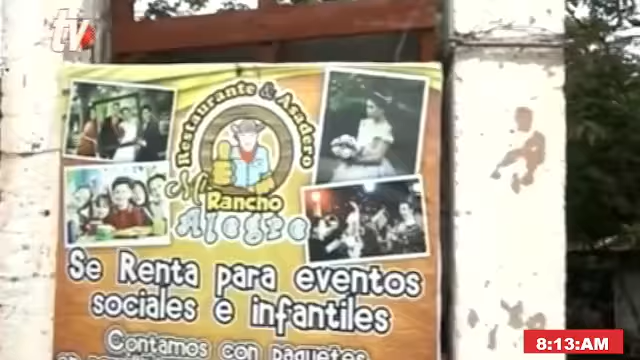 tv
Restaurante & Asadero
Mi
Rancho
Alegre
Se Renta para eventos
sociales e infantiles
Contamos con paquetes
8:13:AM